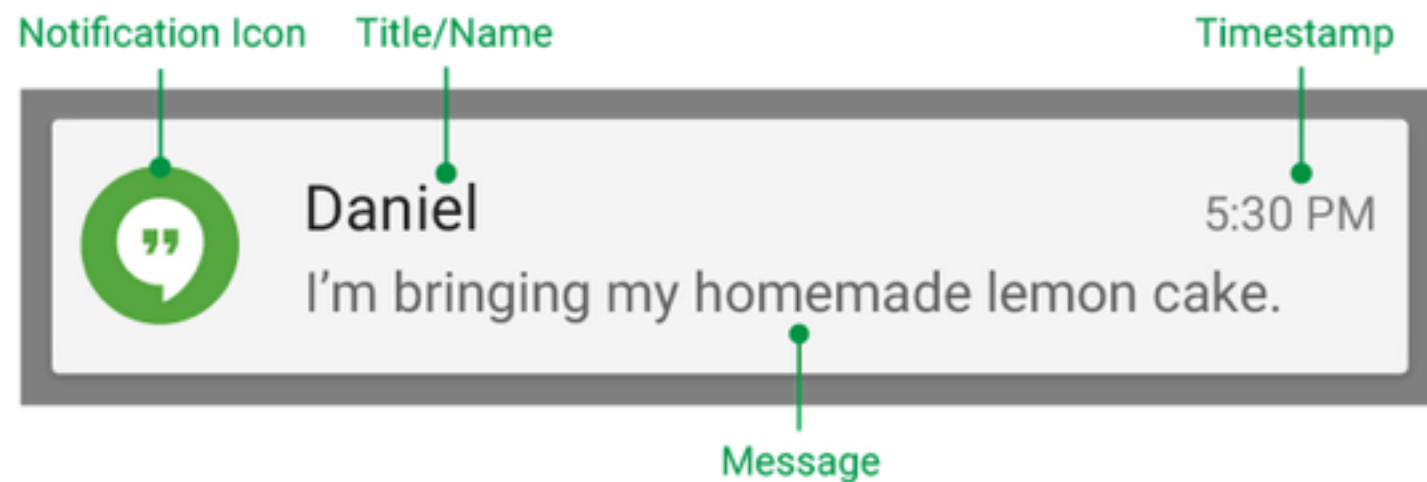 Notification Icon Title/Name Timestamp
Daniel 5:30 PM
I’m bringing my homemade lemon cake.
Message